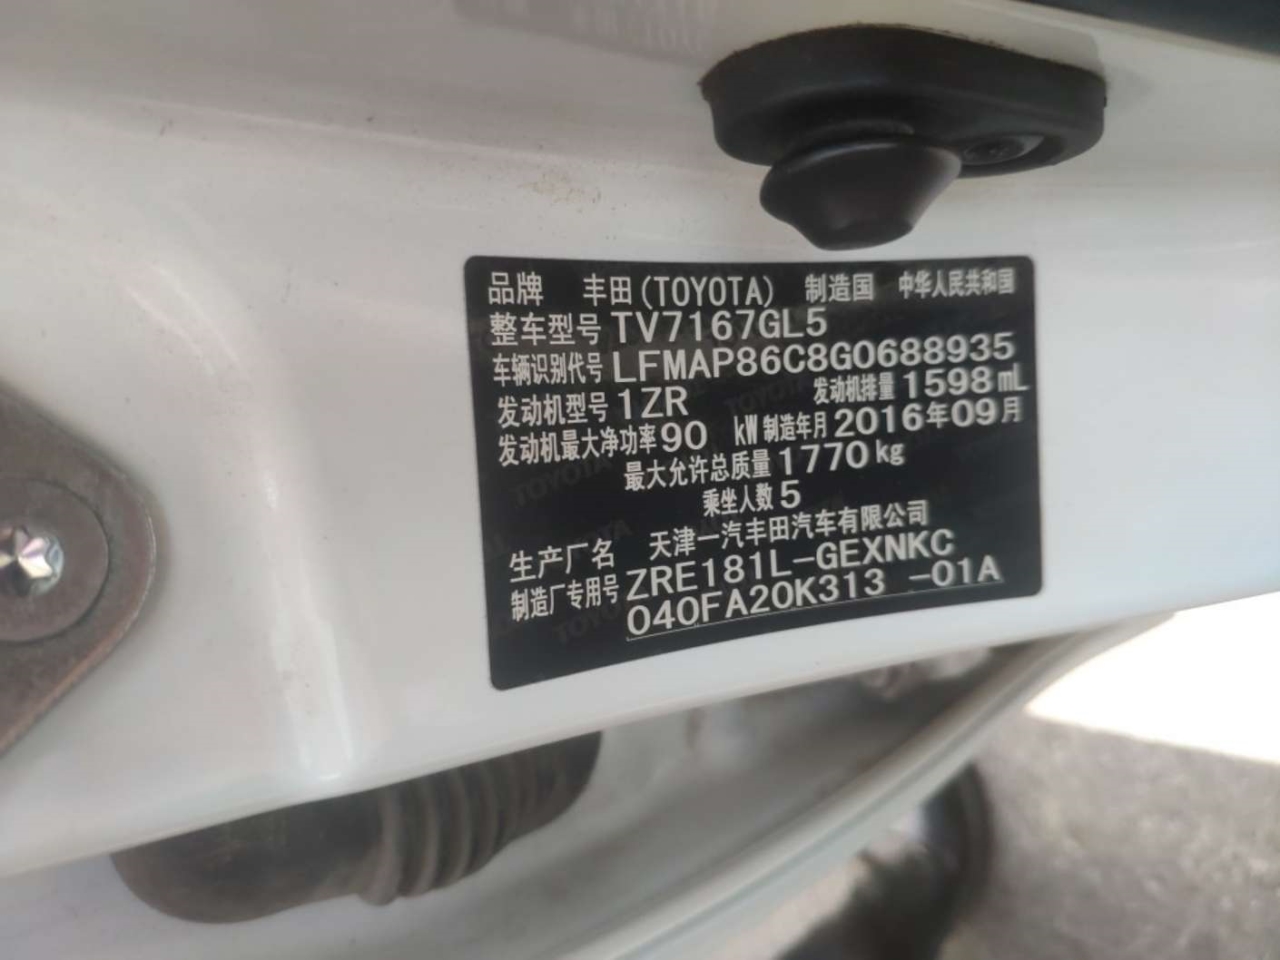 品牌 丰田(TOYOTA) 制造国 中华人民共和国
整车型号 TV7167GL5
车辆识别代号 LFMAP86C8G0688935
发动机型号 1ZR 发动机排量 1598mL
发动机最大净功率 90 kW 制造年月 2016年09月
最大允许总质量 1770kg
乘坐人数 5
生产厂名 天津一汽丰田汽车有限公司
制造厂专用号 ZRE181L-GEXNKC
040FA20K313 -01A